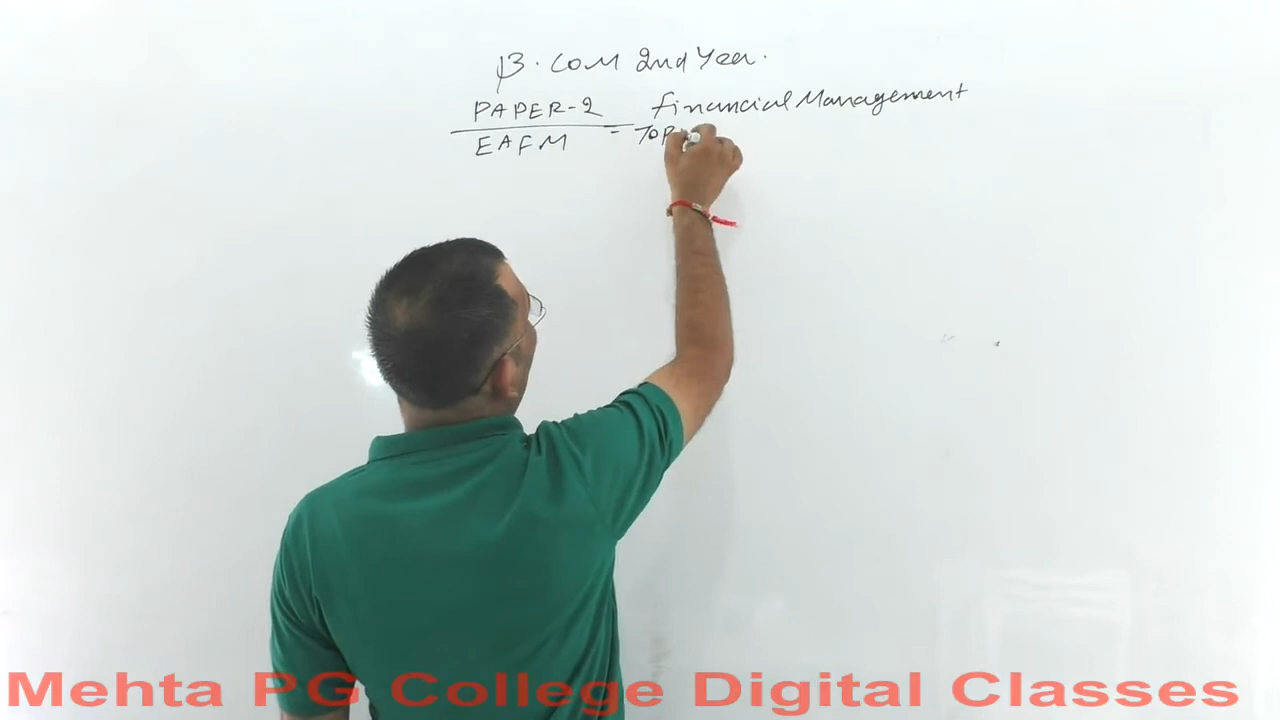 B. COM 2nd Year.
PAPER-2 Financial Management
EAFM = TOP
Mehta PG College Digital Classes